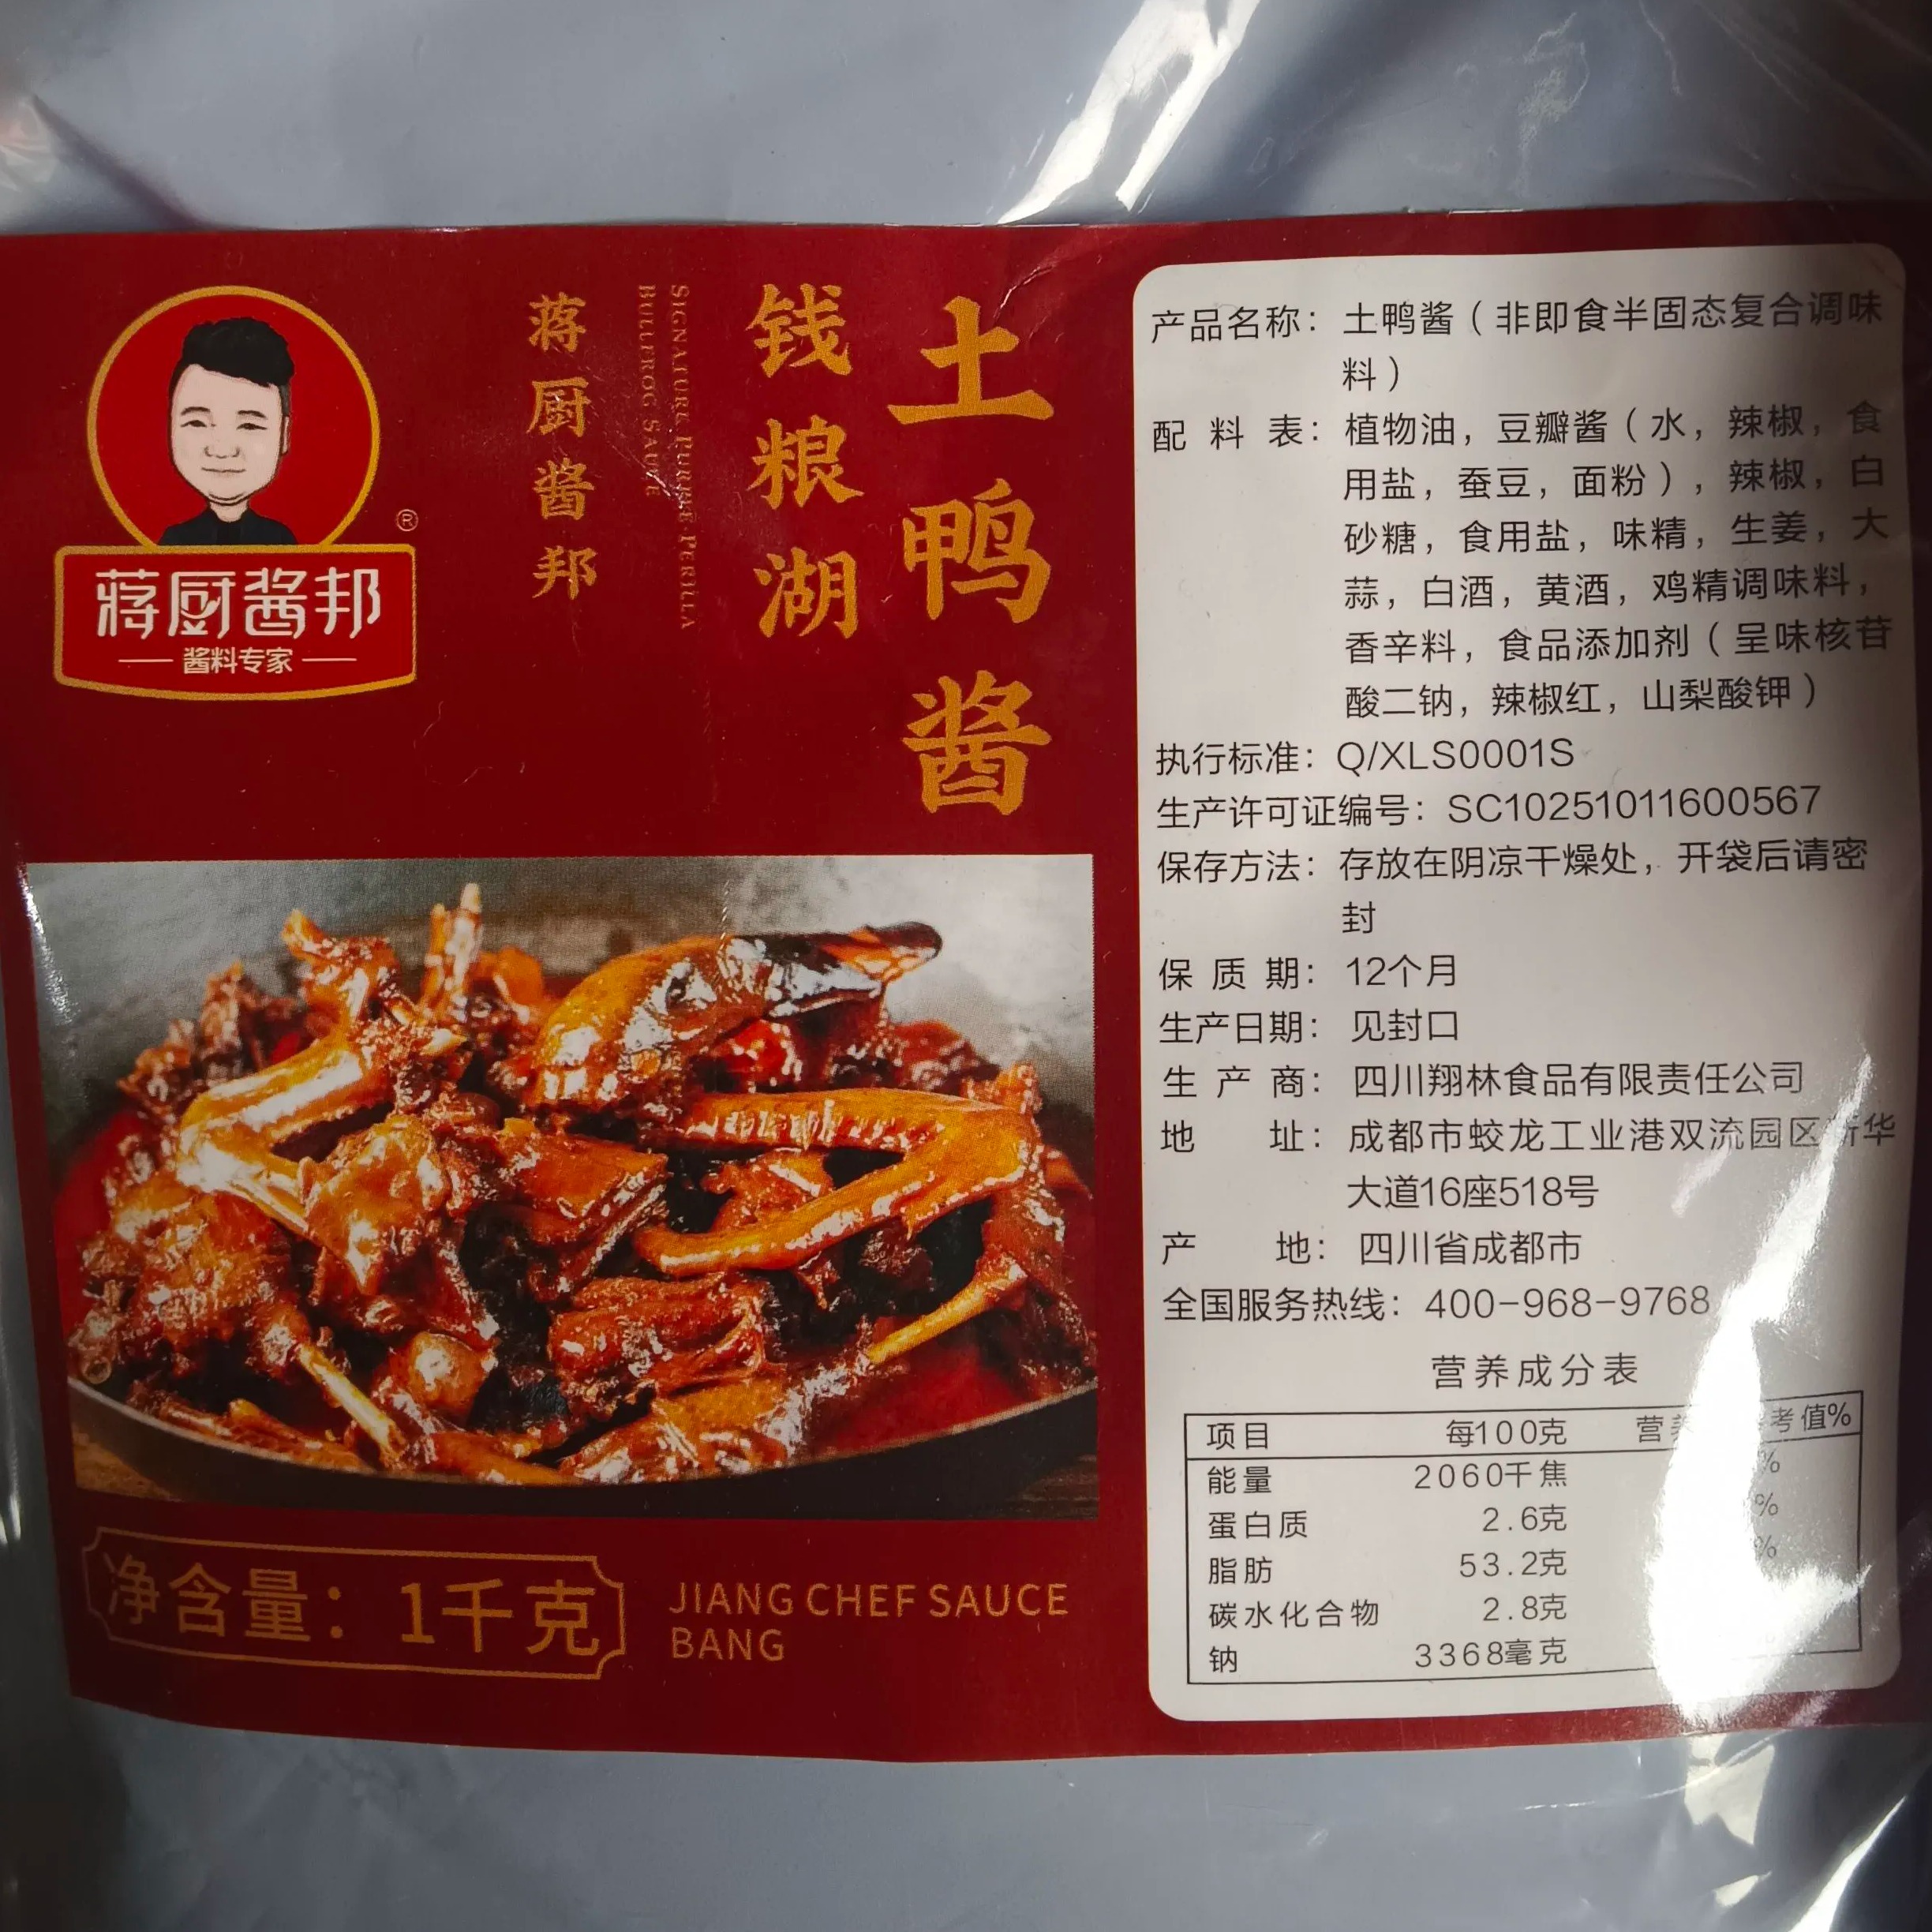 蒋厨酱邦
®
酱料专家
土鸭酱
钱粮湖
SIGNATURE PURPLE PERILLA
BULLFROG SAUCE
蒋厨酱邦
净含量：1千克
JIANG CHEF SAUCE
BANG
产品名称：土鸭酱（非即食半固态复合调味
料）
配料表：植物油，豆瓣酱（水，辣椒，食
用盐，蚕豆，面粉），辣椒，白
砂糖，食用盐，味精，生姜，大
蒜，白酒，黄酒，鸡精调味料，
香辛料，食品添加剂（呈味核苷
酸二钠，辣椒红，山梨酸钾）
执行标准：Q/XLS0001S
生产许可证编号：SC10251011600567
保存方法：存放在阴凉干燥处，开袋后请密
封
保质期：12个月
生产日期：见封口
生产商：四川翔林食品有限责任公司
地址：成都市蛟龙工业港双流园区 华
大道16座518号
产地：四川省成都市
全国服务热线：400-968-9768
营养成分表
项目 每100克 营 考值%
能量 2060千焦 %
蛋白质 2.6克 %
脂肪 53.2克 %
碳水化合物 2.8克
钠 3368毫克